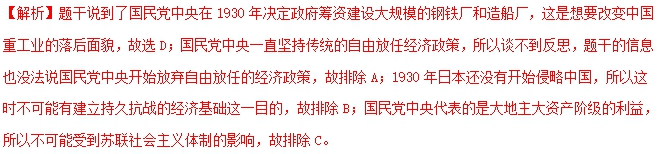 【解析】题干说到了国民党中央在 1930 年决定政府筹资建设大规模的钢铁厂和造船厂，这是想要改变中国
重工业的落后面貌，故选 D；国民党中央一直坚持传统的自由放任经济政策，所以谈不到反思，题干的信息
也没法说国民党中央开始放弃自由放任的经济政策，故排除 A；1930 年日本还没有开始侵略中国，所以这
时不可能有建立持久抗战的经济基础这一目的，故排除 B；国民党中央代表的是大地主大资产阶级的利益，
所以不可能受到苏联社会主义体制的影响，故排除 C。